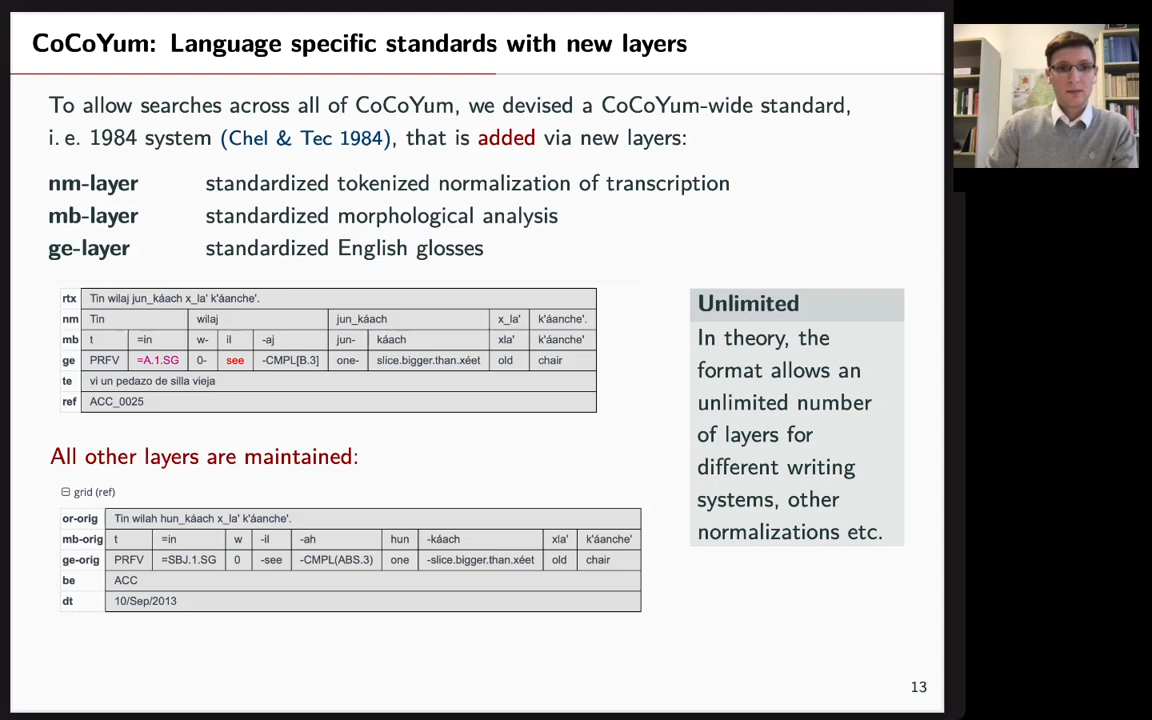 CoCoYum: Language specific standards with new layers
To allow searches across all of CoCoYum, we devised a CoCoYum-wide standard,
i. e. 1984 system (Chel & Tec 1984), that is added via new layers:
nm-layer standardized tokenized normalization of transcription
mb-layer standardized morphological analysis
ge-layer standardized English glosses
rtx Tin wilaj jun_káach x_la' k'áanche'.
nm Tin wilaj jun_káach x_la' k'áanche'.
mb t =in w- il -aj jun- káach xla' k'áanche'
ge PRFV =A.1.SG 0- see -CMPL[B.3] one- slice.bigger.than.xéet old chair
te vi un pedazo de silla vieja
ref ACC_0025
Unlimited
In theory, the
format allows an
unlimited number
of layers for
different writing
systems, other
normalizations etc.
All other layers are maintained:
grid (ref)
or-orig Tin wilah hun_káach x_la' k'áanche'.
mb-orig t =in w -il -ah hun -káach xla' k'áanche'
ge-orig PRFV =SBJ.1.SG 0 -see -CMPL(ABS.3) one -slice.bigger.than.xéet old chair
be ACC
dt 10/Sep/2013
13